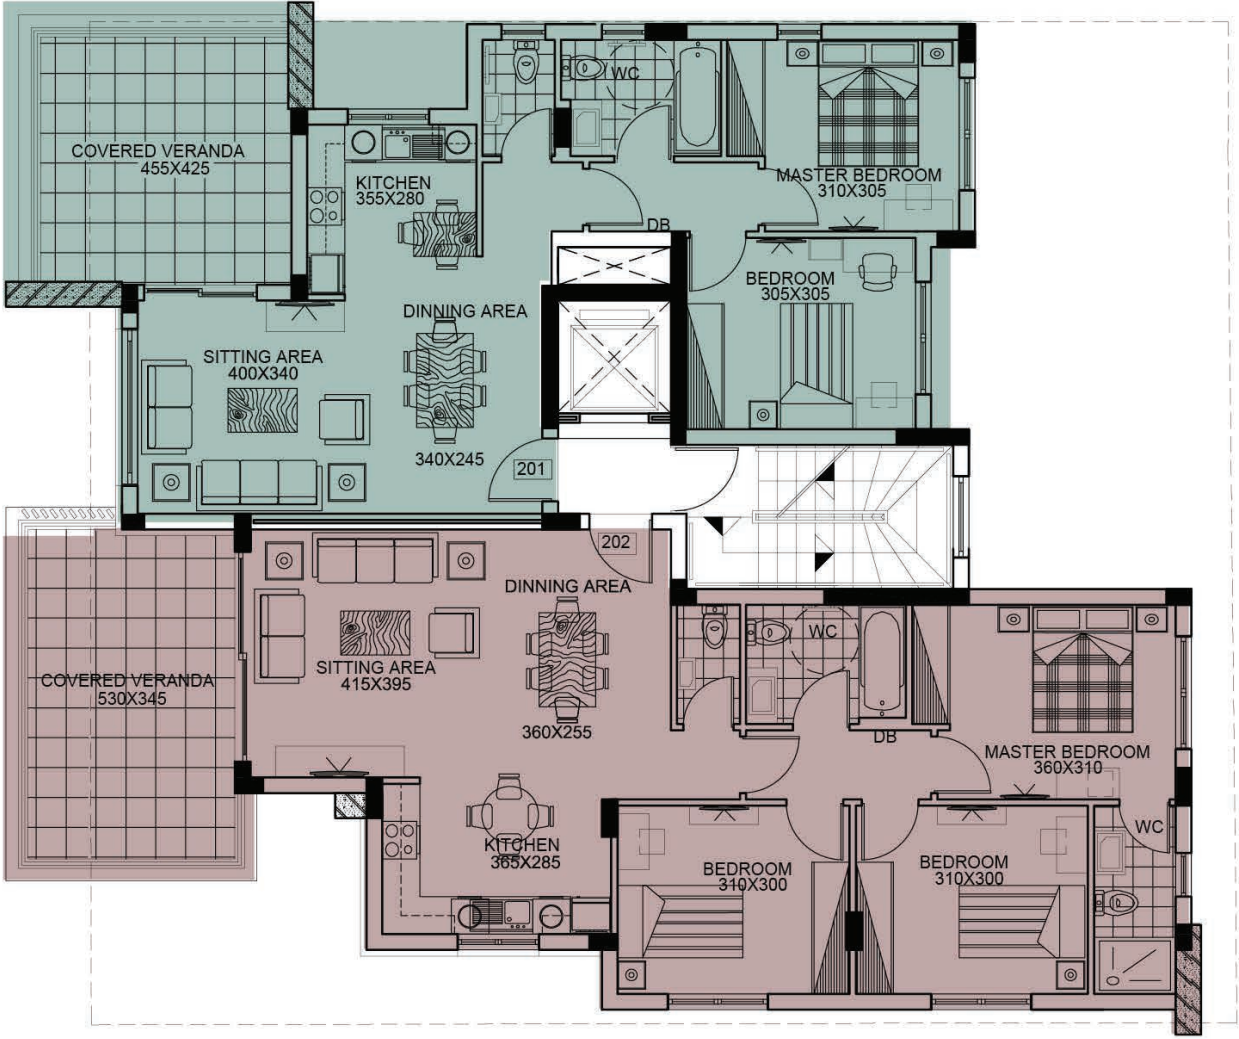 WC
COVERED VERANDA
455X425
KITCHEN
355X280
MASTER BEDROOM
310X305
DB
BEDROOM
305X305
DINNING AREA
SITTING AREA
400X340
340X245
201
202
DINNING AREA
WC
SITTING AREA
415X395
COVERED VERANDA
530X345
360X255
DB
MASTER BEDROOM
360X310
WC
KITCHEN
365X285
BEDROOM
310X300
BEDROOM
310X300